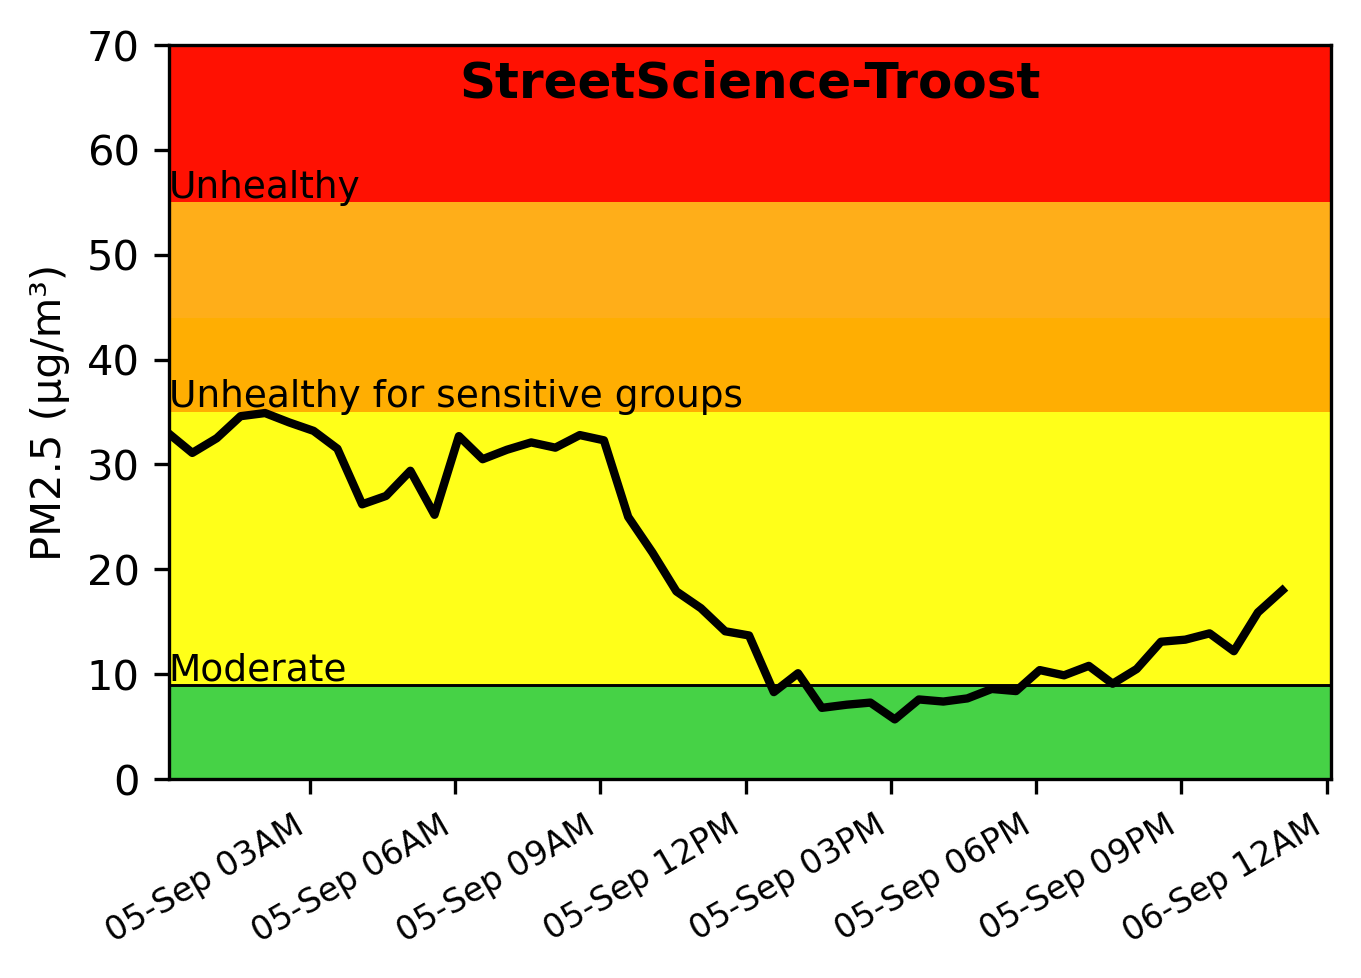 StreetScience-Troost
PM2.5 (µg/m³)
70
60
50
40
30
20
10
0
Unhealthy
Unhealthy for sensitive groups
Moderate
05-Sep 03AM
05-Sep 06AM
05-Sep 09AM
05-Sep 12PM
05-Sep 03PM
05-Sep 06PM
05-Sep 09PM
06-Sep 12AM